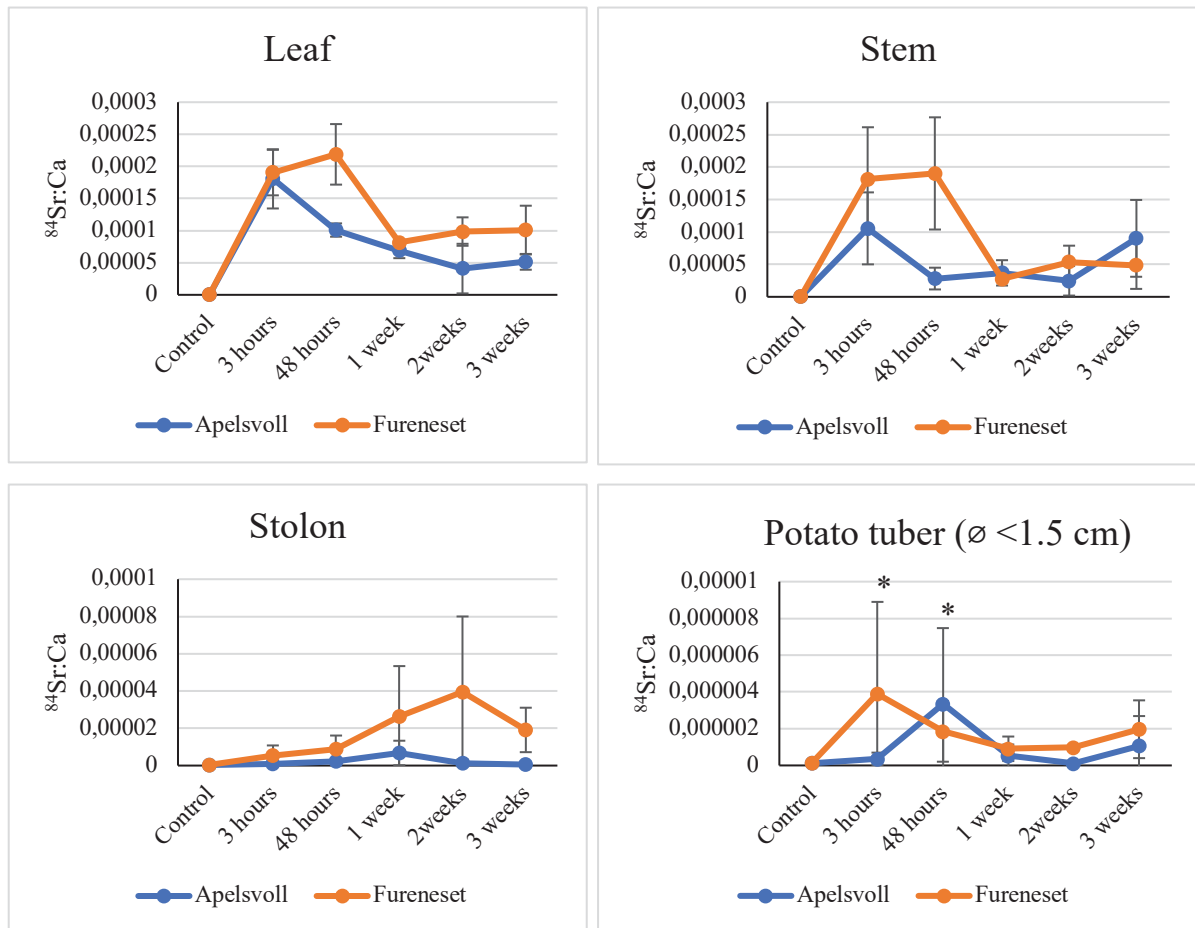 Leaf
0,0003
0,00025
0,0002
0,00015
0,0001
0,00005
0
⁸⁴Sr:Ca
Control
3 hours
48 hours
1 week
2weeks
3 weeks
Apelsvoll
Fureneset
Stem
0,0003
0,00025
0,0002
0,00015
0,0001
0,00005
0
⁸⁴Sr:Ca
Control
3 hours
48 hours
1 week
2weeks
3 weeks
Apelsvoll
Fureneset
Stolon
0,0001
0,00008
0,00006
0,00004
0,00002
0
⁸⁴Sr:Ca
Control
3 hours
48 hours
1 week
2weeks
3 weeks
Apelsvoll
Fureneset
Potato tuber (⌀ <1.5 cm)
0,00001
0,000008
0,000006
0,000004
0,000002
0
⁸⁴Sr:Ca
*
*
Control
3 hours
48 hours
1 week
2weeks
3 weeks
Apelsvoll
Fureneset